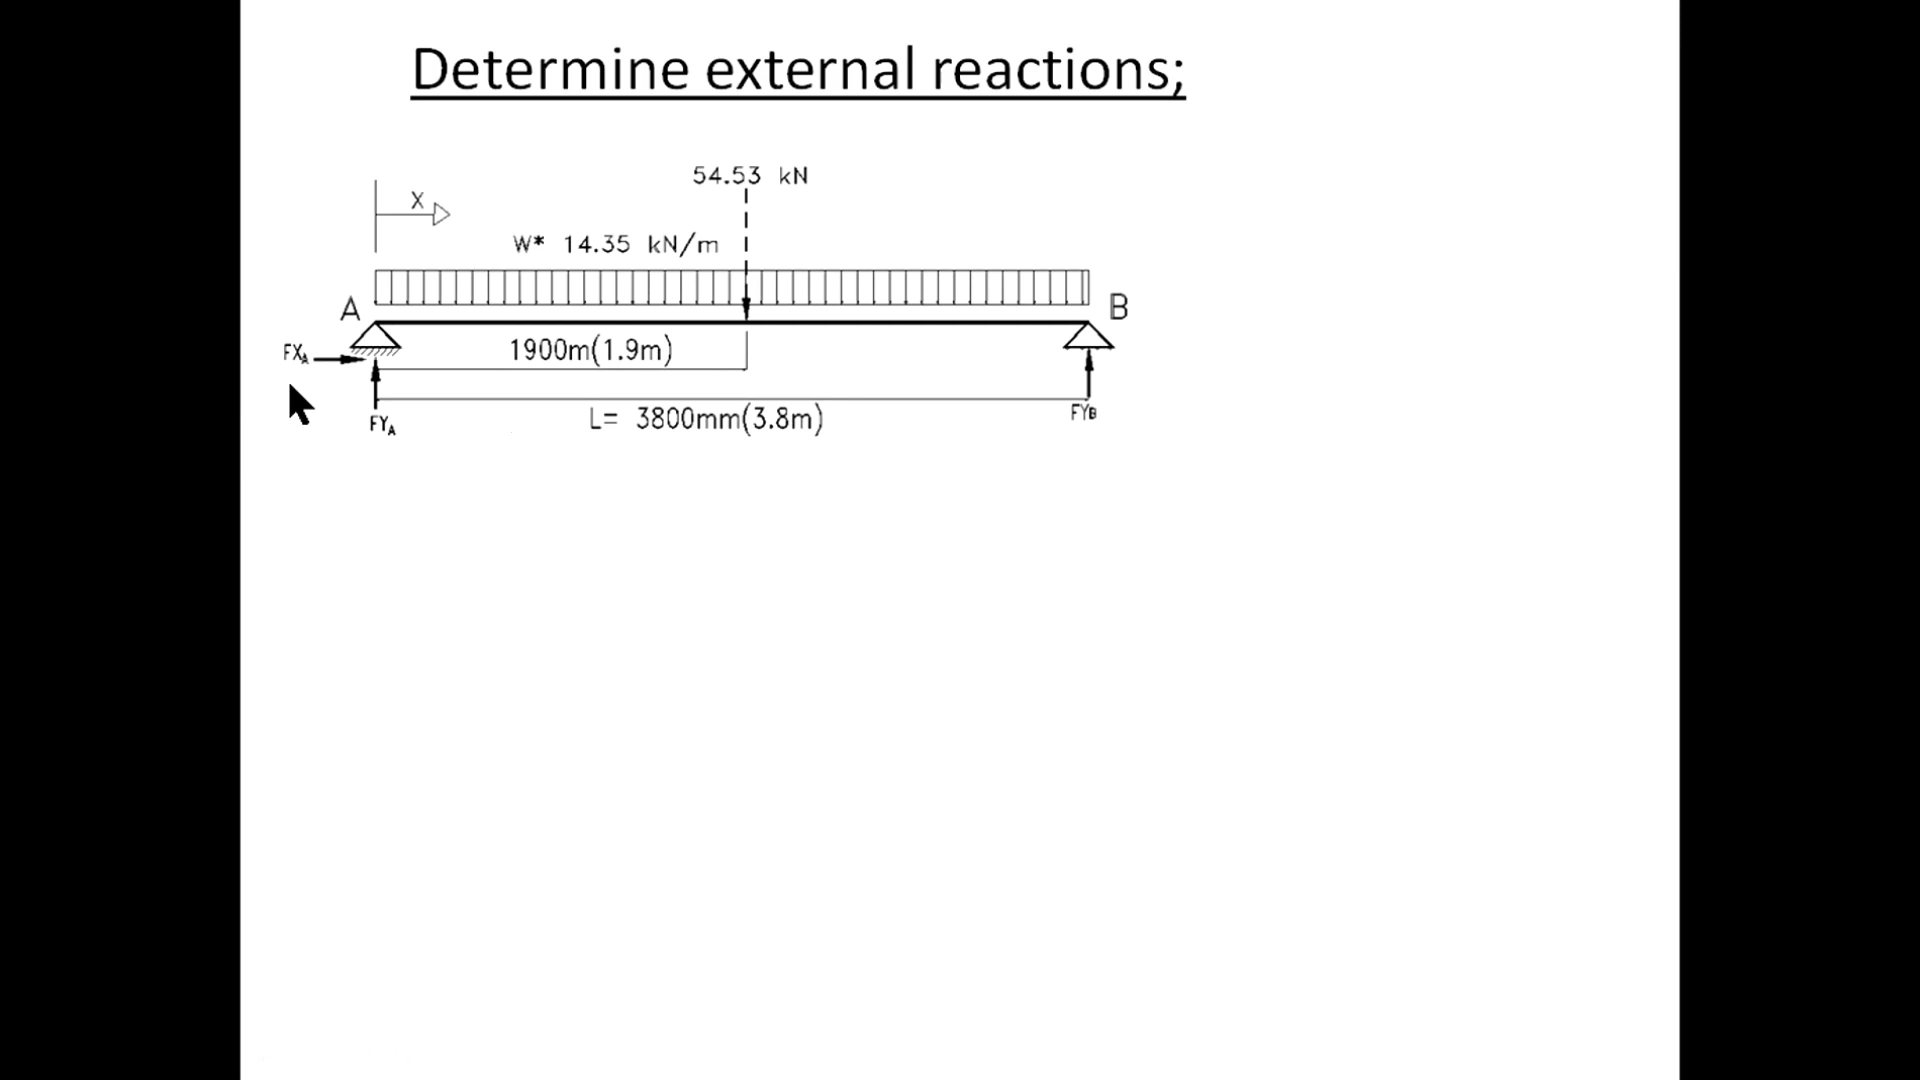 Determine external reactions;
54.53 kN
X
W* 14.35 kN/m
A
B
1900m(1.9m)
FXA
L= 3800mm(3.8m)
FYA
FYB